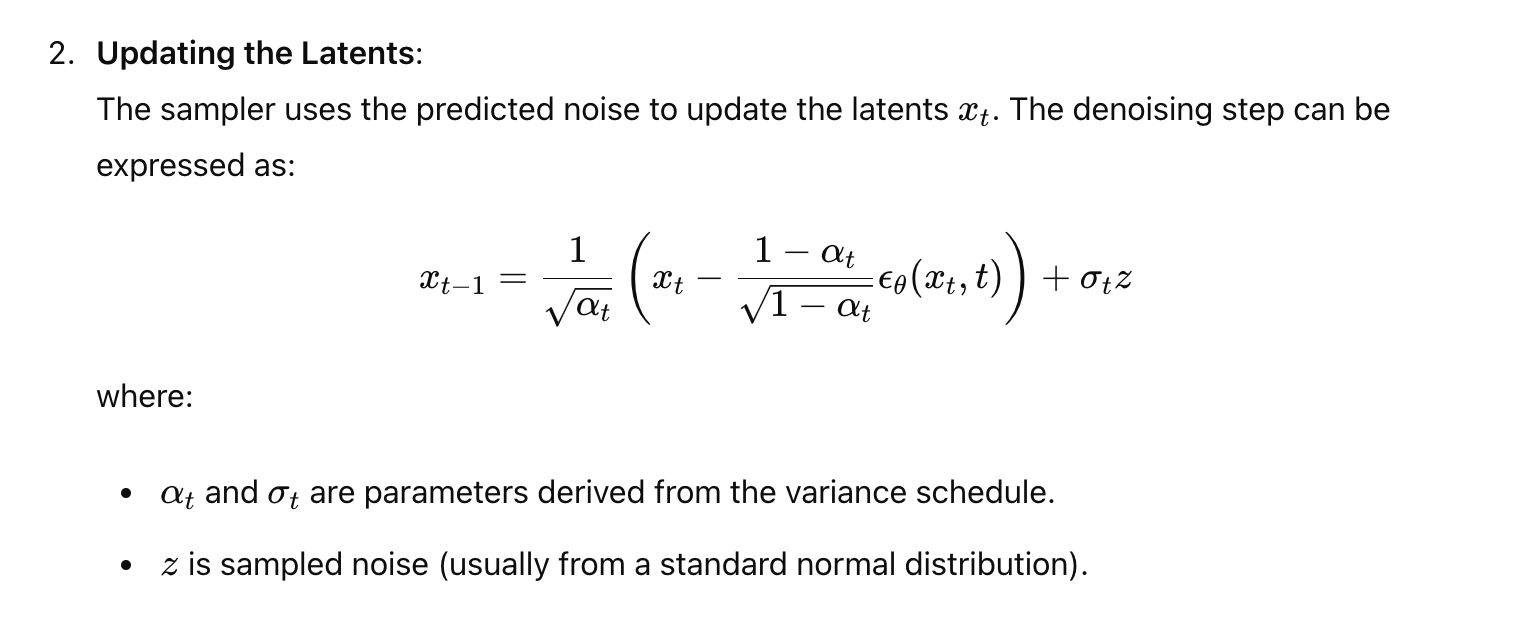 2. Updating the Latents:
The sampler uses the predicted noise to update the latents $x_t$. The denoising step can be
expressed as:
$$x_{t-1} = \frac{1}{\sqrt{\alpha_t}} \left( x_t - \frac{1 - \alpha_t}{\sqrt{1 - \alpha_t}} \epsilon_\theta(x_t, t) \right) + \sigma_t z$$
where:
• $\alpha_t$ and $\sigma_t$ are parameters derived from the variance schedule.
• $z$ is sampled noise (usually from a standard normal distribution).